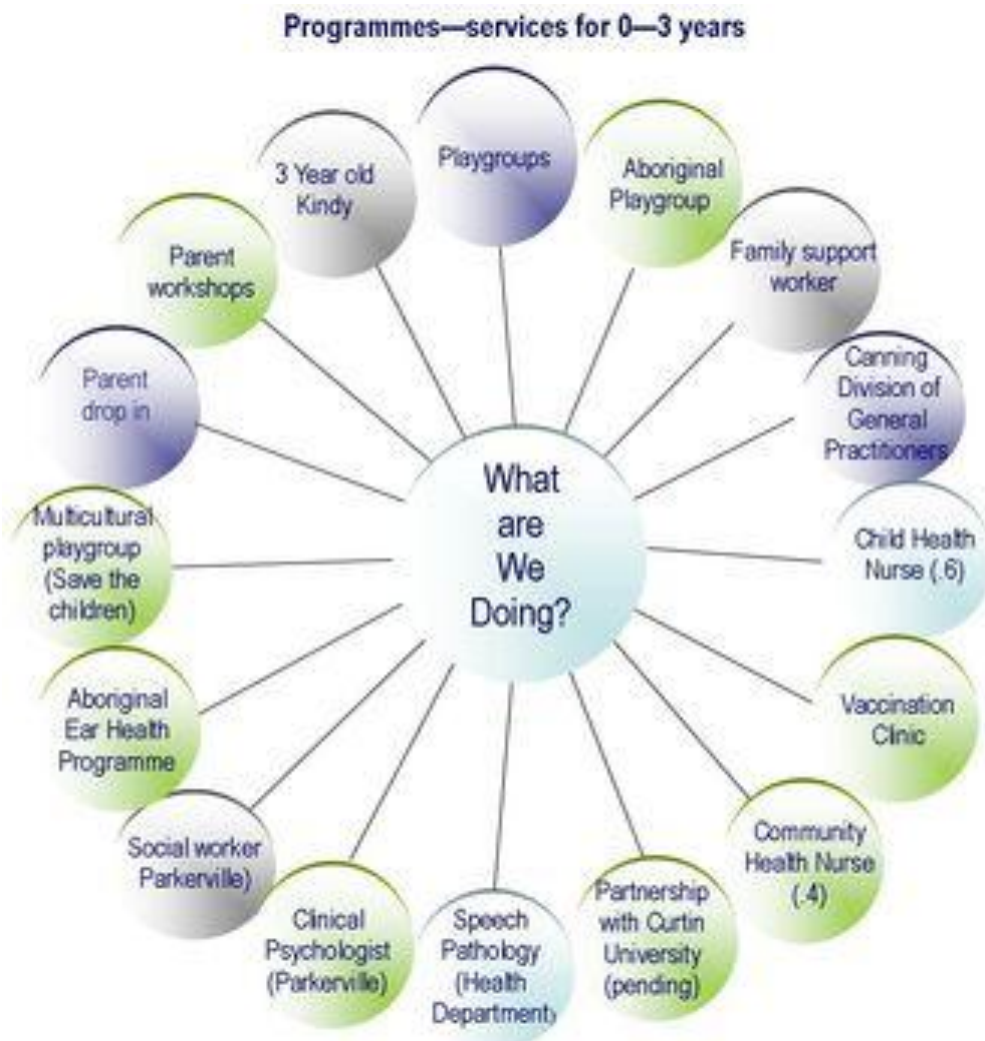 Programmes—services for 0—3 years
Playgroups
Aboriginal
Playgroup
Family support
worker
Canning
Division of
General
Practitioners
Child Health
Nurse (.6)
Vaccination
Clinic
Community
Health Nurse
(.4)
Partnership
with Curtin
University
(pending)
Speech
Pathology
(Health
Department)
Clinical
Psychologist
(Parkerville)
Social worker
Parkerville)
Aboriginal
Ear Health
Programme
Multicultural
playgroup
(Save the
children)
Parent
drop in
Parent
workshops
3 Year old
Kindy
What
are
We
Doing?